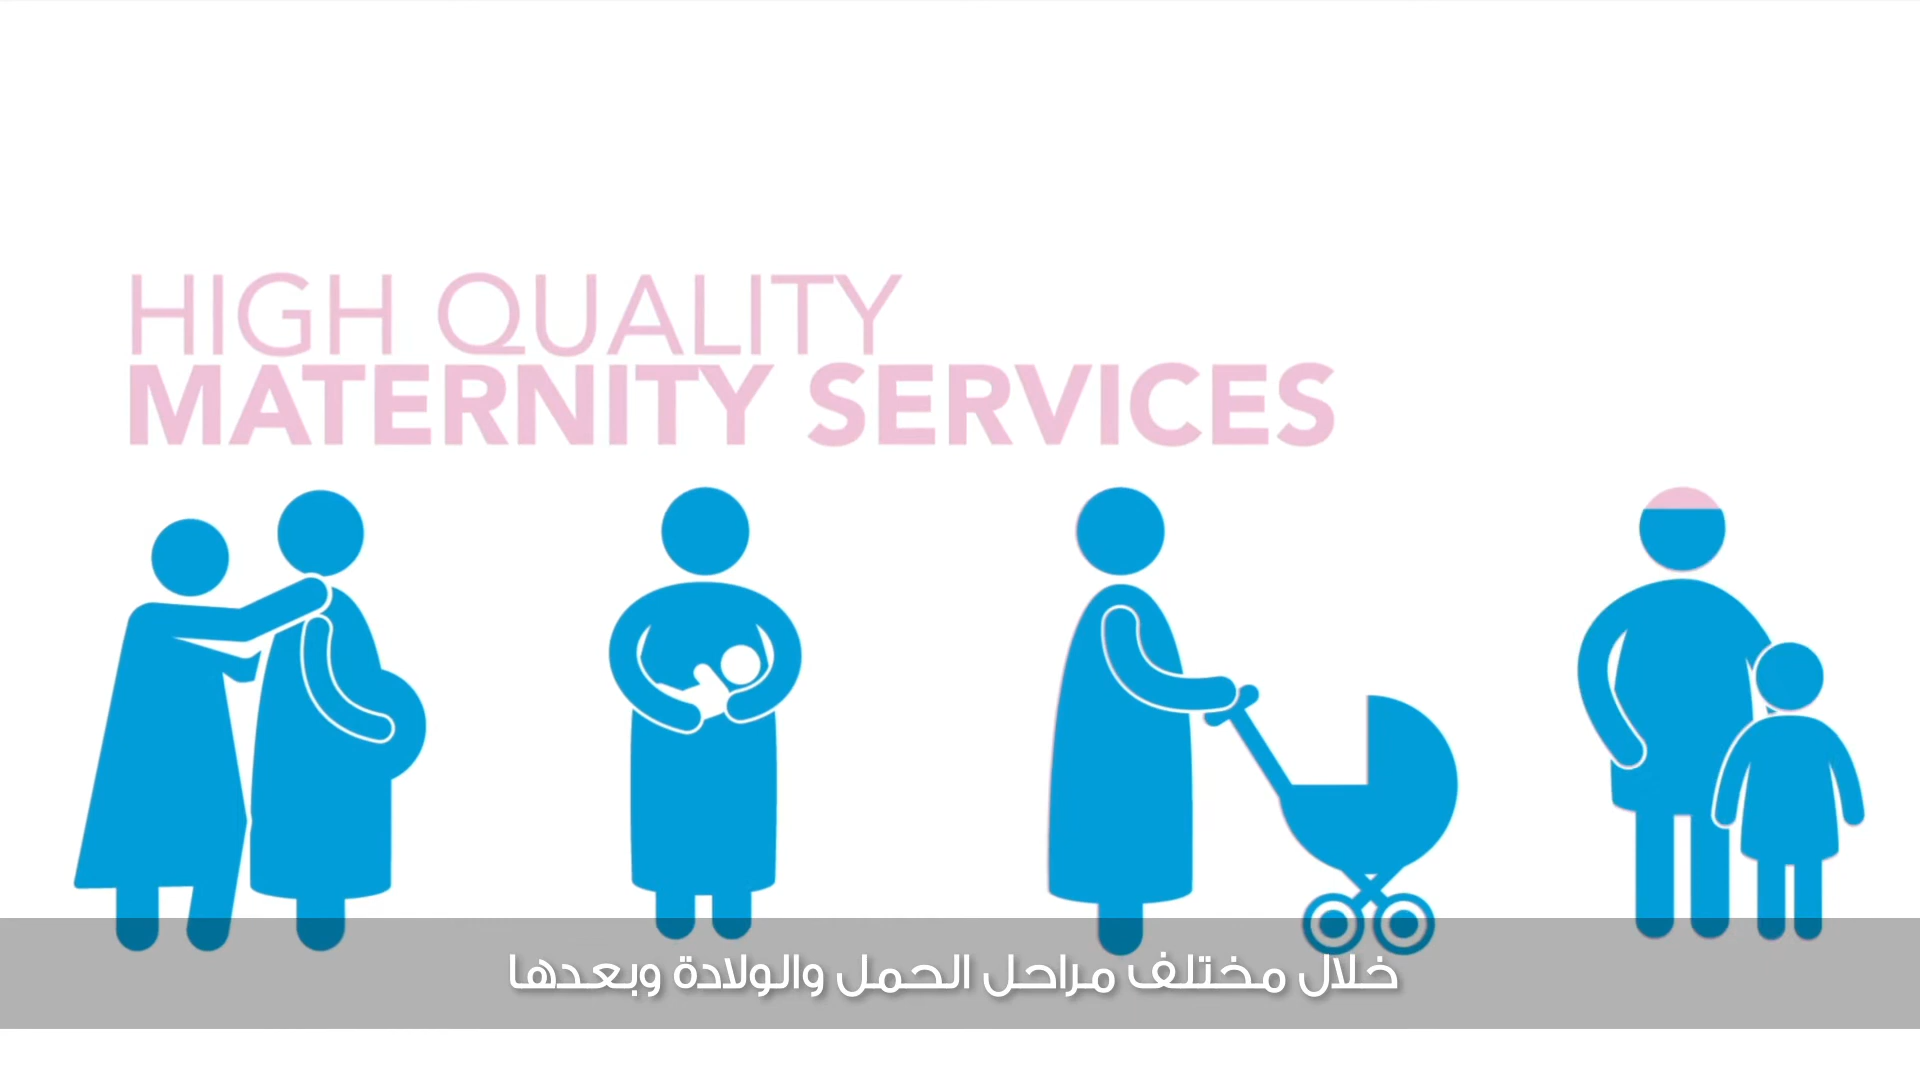 HIGH QUALITY
MATERNITY SERVICES
خلال مختلف مراحل الحمل والولادة وبعدها